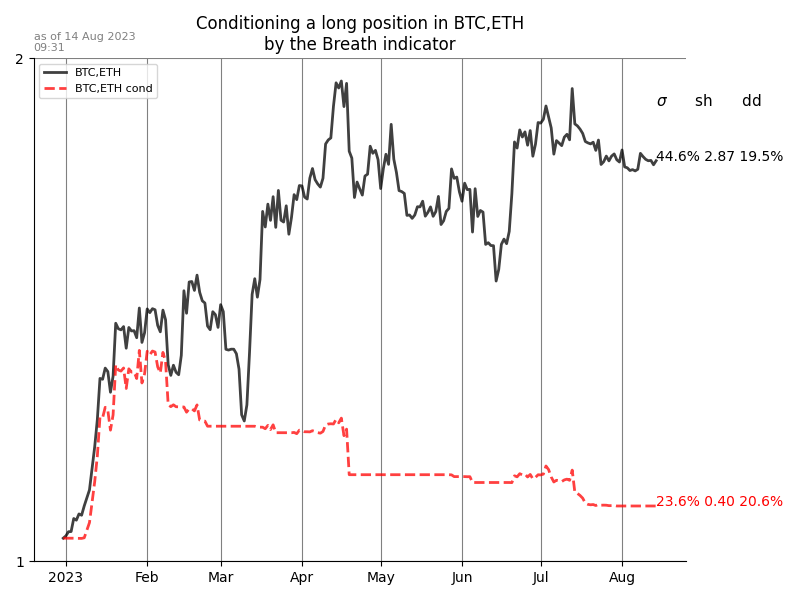 Conditioning a long position in BTC,ETH
by the Breath indicator
as of 14 Aug 2023
09:31
2
BTC,ETH
BTC,ETH cond
σ sh dd
44.6% 2.87 19.5%
23.6% 0.40 20.6%
1
2023 Feb Mar Apr May Jun Jul Aug